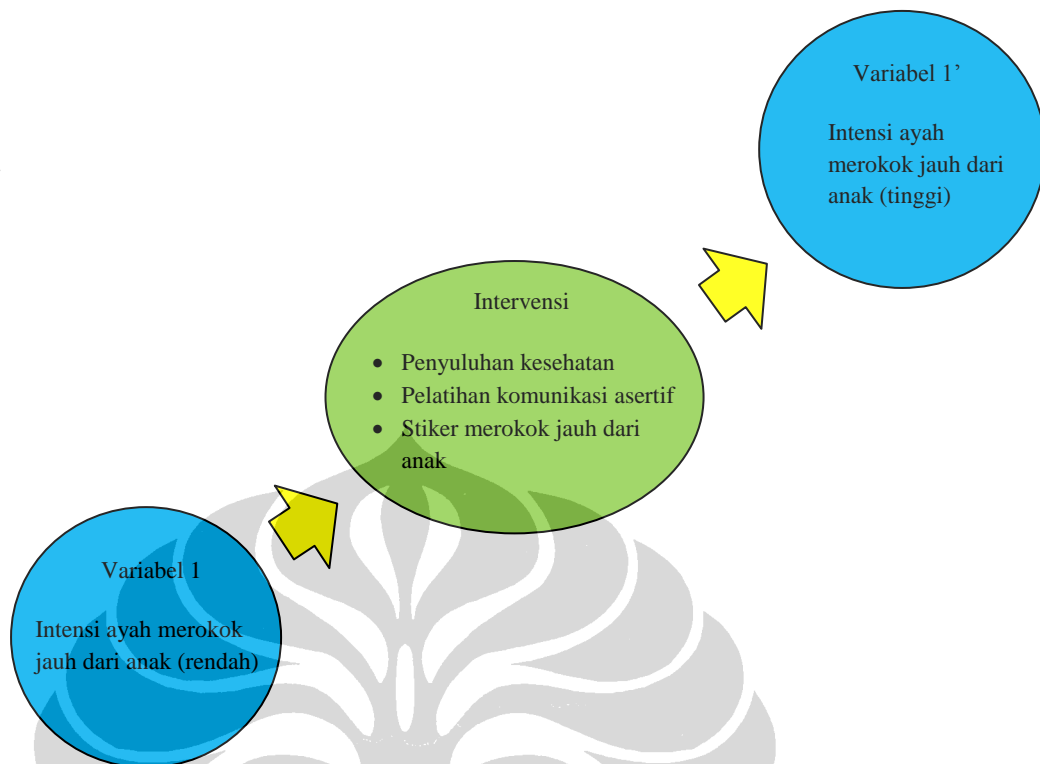 Variabel 1’
Intensi ayah
merokok jauh dari
anak (tinggi)
Intervensi
• Penyuluhan kesehatan
• Pelatihan komunikasi asertif
• Stiker merokok jauh dari
anak
Variabel 1
Intensi ayah merokok
jauh dari anak (rendah)